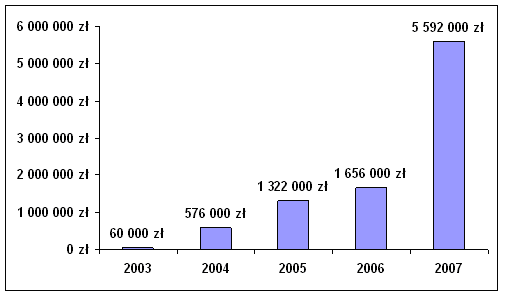 6 000 000 zł
5 000 000 zł
4 000 000 zł
3 000 000 zł
2 000 000 zł
1 000 000 zł
0 zł
60 000 zł
576 000 zł
1 322 000 zł
1 656 000 zł
5 592 000 zł
2003 2004 2005 2006 2007